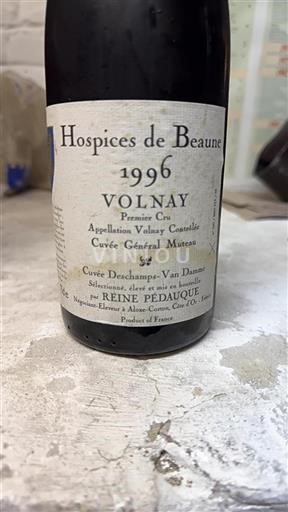 Hospices de Beaune
1996
VOLNAY
Premier Cru
Appellation Volnay Contrôlée
Cuvée Général Muteau
VINYOU
Cuvée Deschamps-Van Damme
Sélectionné, élevé et mis en bouteille
par REINE PÉDAUQUE
Négociant-Eleveur à Aloxe-Corton, Côte-d'Or
Product of France